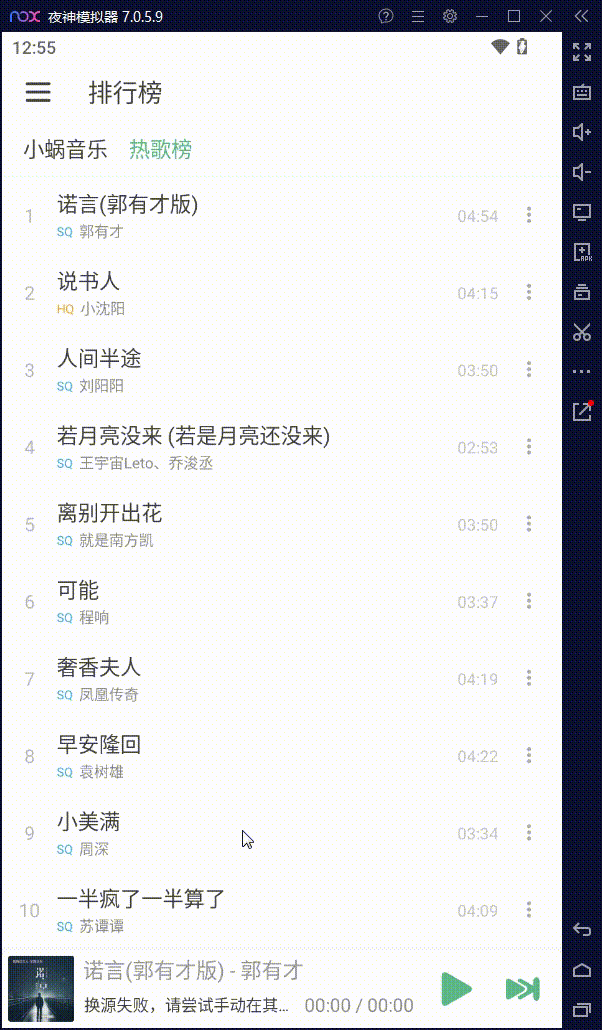 nox 夜神模拟器 7.0.5.9
12:55
排行榜
小蜗音乐 热歌榜
1 诺言(郭有才版) 04:54
SQ 郭有才
2 说书人 04:15
HQ 小沈阳
3 人间半途 03:50
SQ 刘阳阳
4 若月亮没来 (若是月亮还没来) 02:53
SQ 王宇宙Leto、乔浚丞
5 离别开出花 03:50
SQ 就是南方凯
6 可能 03:37
SQ 程响
7 奢香夫人 04:19
SQ 凤凰传奇
8 早安隆回 04:22
SQ 袁树雄
9 小美满 03:34
SQ 周深
10 一半疯了一半算了 04:09
SQ 苏谭谭
诺言(郭有才版) - 郭有才
换源失败，请尝试手动在其... 00:00 / 00:00
诺言
APK